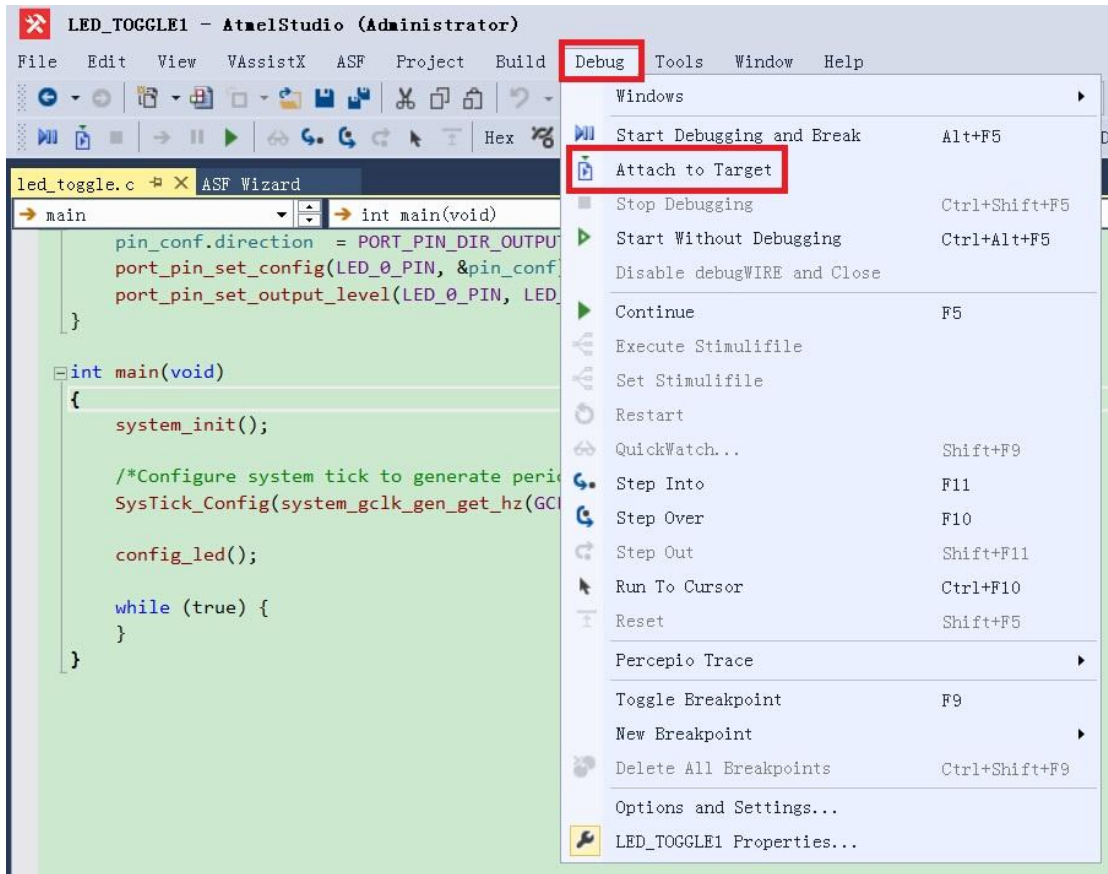 LED_TOGGLE1 - AtmelStudio (Administrator)
File Edit View VAssistX ASF Project Build Debug Tools Window Help
Hex
led_toggle.c ASF Wizard
main int main(void)
pin_conf.direction = PORT_PIN_DIR_OUTPUT
port_pin_set_config(LED_0_PIN, &pin_conf
port_pin_set_output_level(LED_0_PIN, LED_
}
int main(void)
{
system_init();
/*Configure system tick to generate perio
SysTick_Config(system_gclk_gen_get_hz(GCL
config_led();
while (true) {
}
}
Windows
Start Debugging and Break Alt+F5
Attach to Target
Stop Debugging Ctrl+Shift+F5
Start Without Debugging Ctrl+Alt+F5
Disable debugWIRE and Close
Continue F5
Execute Stimulifile
Set Stimulifile
Restart
QuickWatch... Shift+F9
Step Into F11
Step Over F10
Step Out Shift+F11
Run To Cursor Ctrl+F10
Reset Shift+F5
Percepio Trace
Toggle Breakpoint F9
New Breakpoint
Delete All Breakpoints Ctrl+Shift+F9
Options and Settings...
LED_TOGGLE1 Properties...